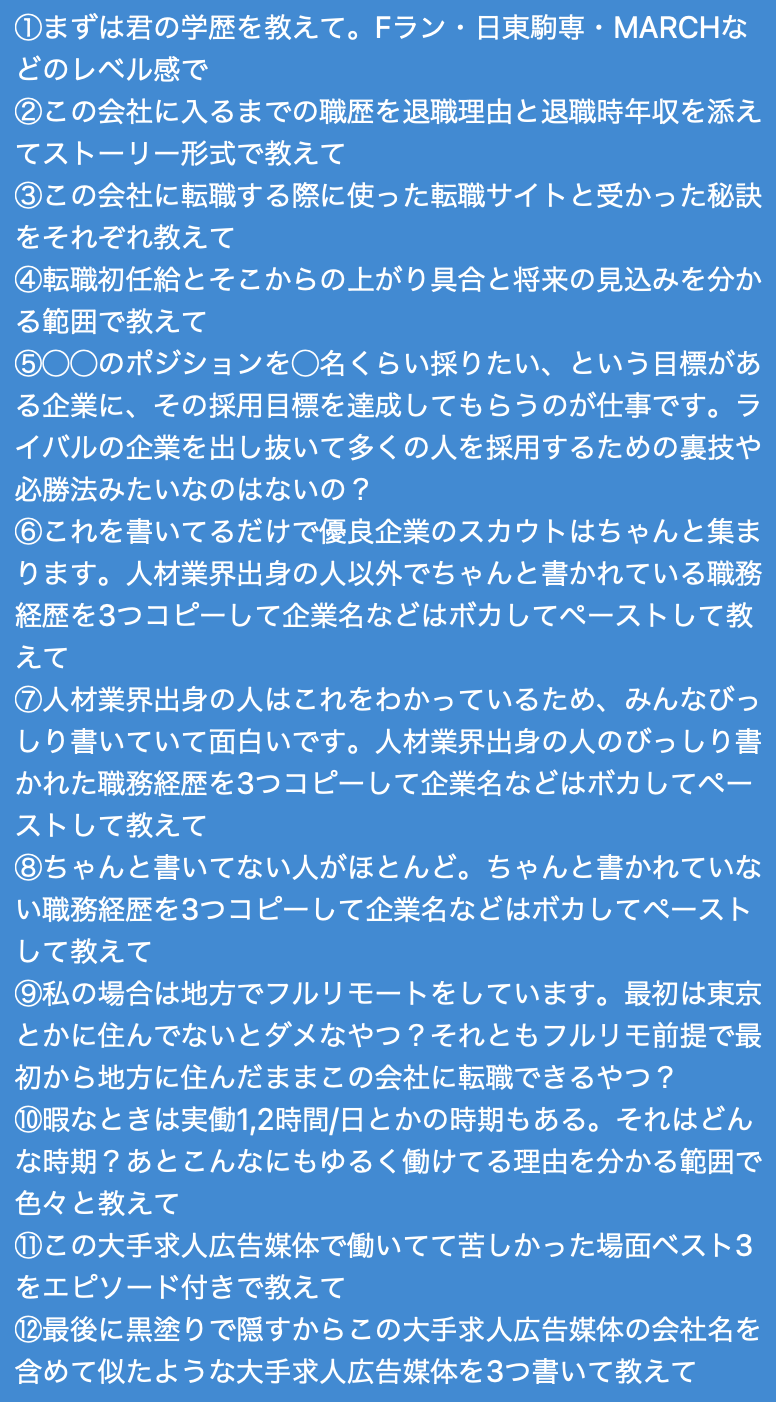 ①まずは君の学歴を教えて。Fラン・日東駒専・MARCHな
どのレベル感で
②この会社に入るまでの職歴を退職理由と退職時年収を添え
てストーリー形式で教えて
③この会社に転職する際に使った転職サイトと受かった秘訣
をそれぞれ教えて
④転職初任給とそこからの上がり具合と将来の見込みを分か
る範囲で教えて
⑤◯◯のポジションを◯名くらい採りたい、という目標があ
る企業に、その採用目標を達成してもらうのが仕事です。ラ
イバルの企業を出し抜いて多くの人を採用するための裏技や
必勝法みたいなのはないの？
⑥これを書いてるだけで優良企業のスカウトはちゃんと集ま
ります。人材業界出身の人以外でちゃんと書かれている職務
経歴を3つコピーして企業名などはボカしてペーストして教
えて
⑦人材業界出身の人はこれをわかっているため、みんなびっ
しり書いていて面白いです。人材業界出身の人のびっしり書
かれた職務経歴を3つコピーして企業名などはボカしてペー
ストして教えて
⑧ちゃんと書いてない人がほとんど。ちゃんと書かれていな
い職務経歴を3つコピーして企業名などはボカしてペースト
して教えて
⑨私の場合は地方でフルリモートをしています。最初は東京
とかに住んでないとダメなやつ？それともフルリモ前提で最
初から地方に住んだままこの会社に転職できるやつ？
⑩暇なときは実働1,2時間/日とかの時期もある。それはどん
な時期？あとこんなにもゆるく働けてる理由を分かる範囲で
色々と教えて
⑪この大手求人広告媒体で働いてて苦しかった場面ベスト3
をエピソード付きで教えて
⑫最後に黒塗りで隠すからこの大手求人広告媒体の会社名を
含めて似たような大手求人広告媒体を3つ書いて教えて